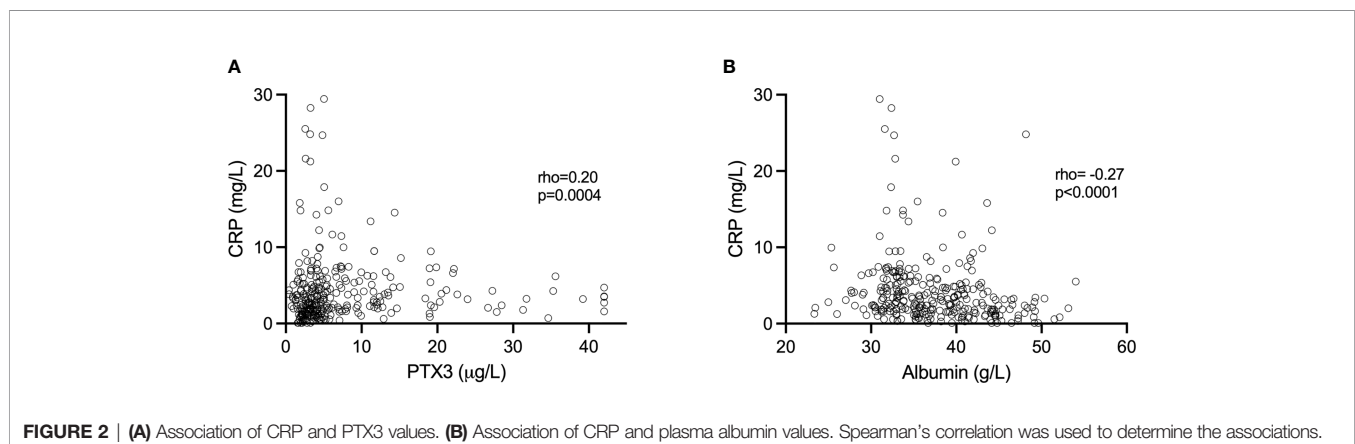 A
30
20
10
0
CRP (mg/L)
rho=0.20
p=0.0004
0 10 20 30 40
PTX3 (μg/L)
B
30
20
10
0
CRP (mg/L)
rho= -0.27
p<0.0001
20 30 40 50 60
Albumin (g/L)
FIGURE 2 | (A) Association of CRP and PTX3 values. (B) Association of CRP and plasma albumin values. Spearman’s correlation was used to determine the associations.